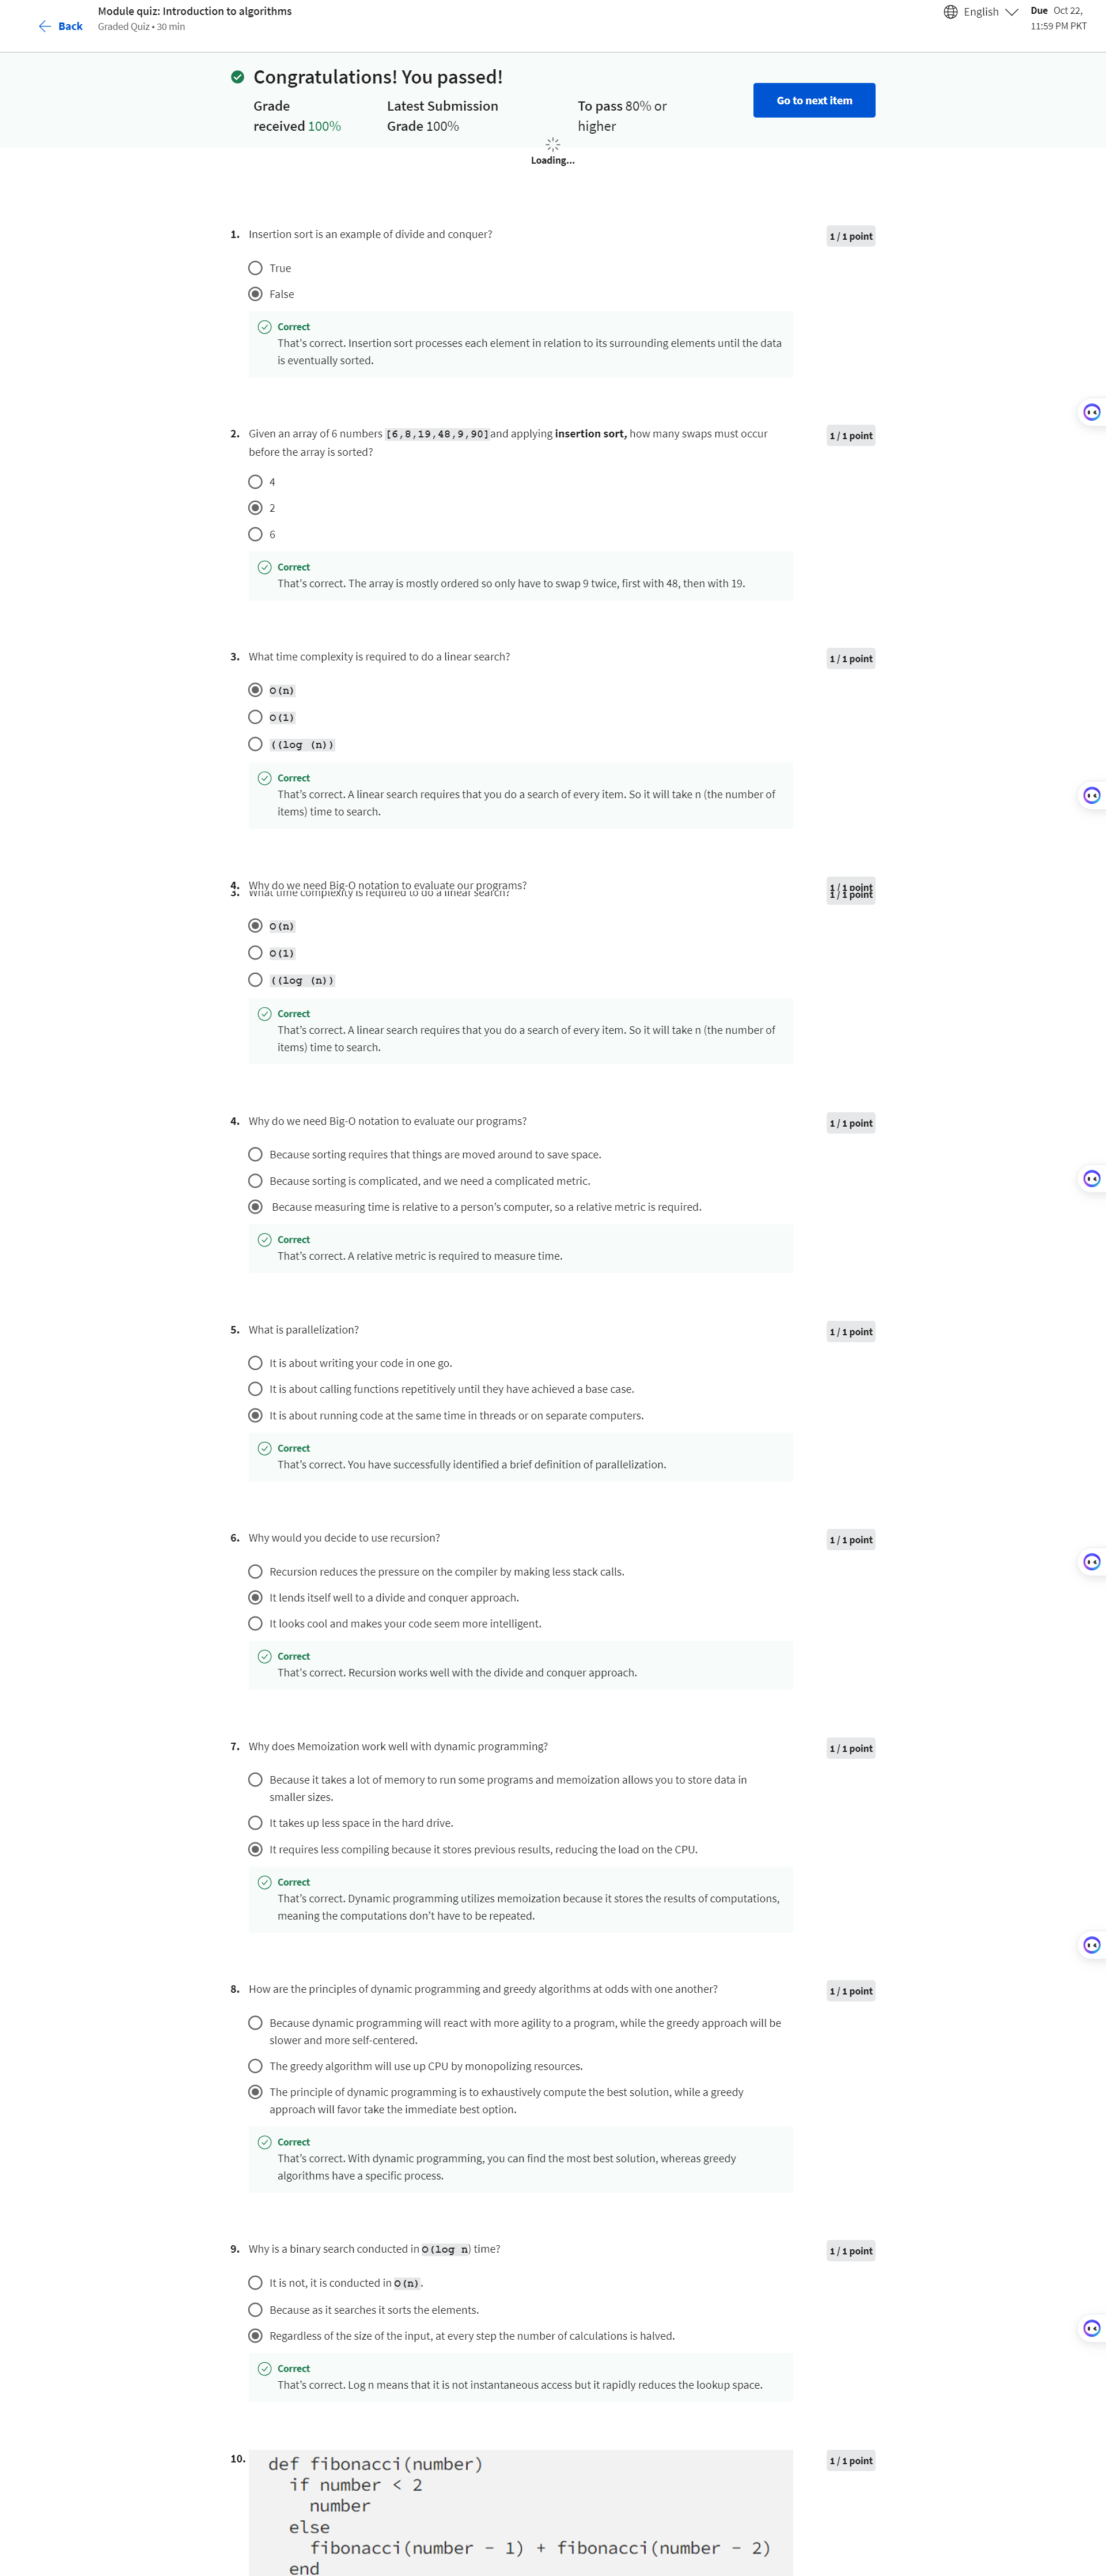 Module quiz: Introduction to algorithms
Back
Graded Quiz • 30 min
English
Due Oct 22,
11:59 PM PKT
Congratulations! You passed!
Grade
received 100%
Latest Submission
Grade 100%
To pass 80% or
higher
Go to next item
Loading...
1. Insertion sort is an example of divide and conquer?
1 / 1 point
True
False
Correct
That's correct. Insertion sort processes each element in relation to its surrounding elements until the data
is eventually sorted.
2. Given an array of 6 numbers [6,8,19,48,9,90] and applying insertion sort, how many swaps must occur
before the array is sorted?
1 / 1 point
4
2
6
Correct
That's correct. The array is mostly ordered so only have to swap 9 twice, first with 48, then with 19.
3. What time complexity is required to do a linear search?
1 / 1 point
O(n)
O(1)
((log (n))
Correct
That's correct. A linear search requires that you do a search of every item. So it will take n (the number of
items) time to search.
4. Why do we need Big-O notation to evaluate our programs?
1 / 1 point
3. What time complexity is required to do a linear search?
1 / 1 point
O(n)
O(1)
((log (n))
Correct
That's correct. A linear search requires that you do a search of every item. So it will take n (the number of
items) time to search.
4. Why do we need Big-O notation to evaluate our programs?
1 / 1 point
Because sorting requires that things are moved around to save space.
Because sorting is complicated, and we need a complicated metric.
Because measuring time is relative to a person's computer, so a relative metric is required.
Correct
That's correct. A relative metric is required to measure time.
5. What is parallelization?
1 / 1 point
It is about writing your code in one go.
It is about calling functions repetitively until they have achieved a base case.
It is about running code at the same time in threads or on separate computers.
Correct
That's correct. You have successfully identified a brief definition of parallelization.
6. Why would you decide to use recursion?
1 / 1 point
Recursion reduces the pressure on the compiler by making less stack calls.
It lends itself well to a divide and conquer approach.
It looks cool and makes your code seem more intelligent.
Correct
That's correct. Recursion works well with the divide and conquer approach.
7. Why does Memoization work well with dynamic programming?
1 / 1 point
Because it takes a lot of memory to run some programs and memoization allows you to store data in
smaller sizes.
It takes up less space in the hard drive.
It requires less compiling because it stores previous results, reducing the load on the CPU.
Correct
That's correct. Dynamic programming utilizes memoization because it stores the results of computations,
meaning the computations don't have to be repeated.
8. How are the principles of dynamic programming and greedy algorithms at odds with one another?
1 / 1 point
Because dynamic programming will react with more agility to a program, while the greedy approach will be
slower and more self-centered.
The greedy algorithm will use up CPU by monopolizing resources.
The principle of dynamic programming is to exhaustively compute the best solution, while a greedy
approach will favor take the immediate best option.
Correct
That's correct. With dynamic programming, you can find the most best solution, whereas greedy
algorithms have a specific process.
9. Why is a binary search conducted in O(log n) time?
1 / 1 point
It is not, it is conducted in O(n).
Because as it searches it sorts the elements.
Regardless of the size of the input, at every step the number of calculations is halved.
Correct
That's correct. Log n means that it is not instantaneous access but it rapidly reduces the lookup space.
10.
1 / 1 point
def fibonacci(number)
if number < 2
number
else
fibonacci(number - 1) + fibonacci(number - 2)
end